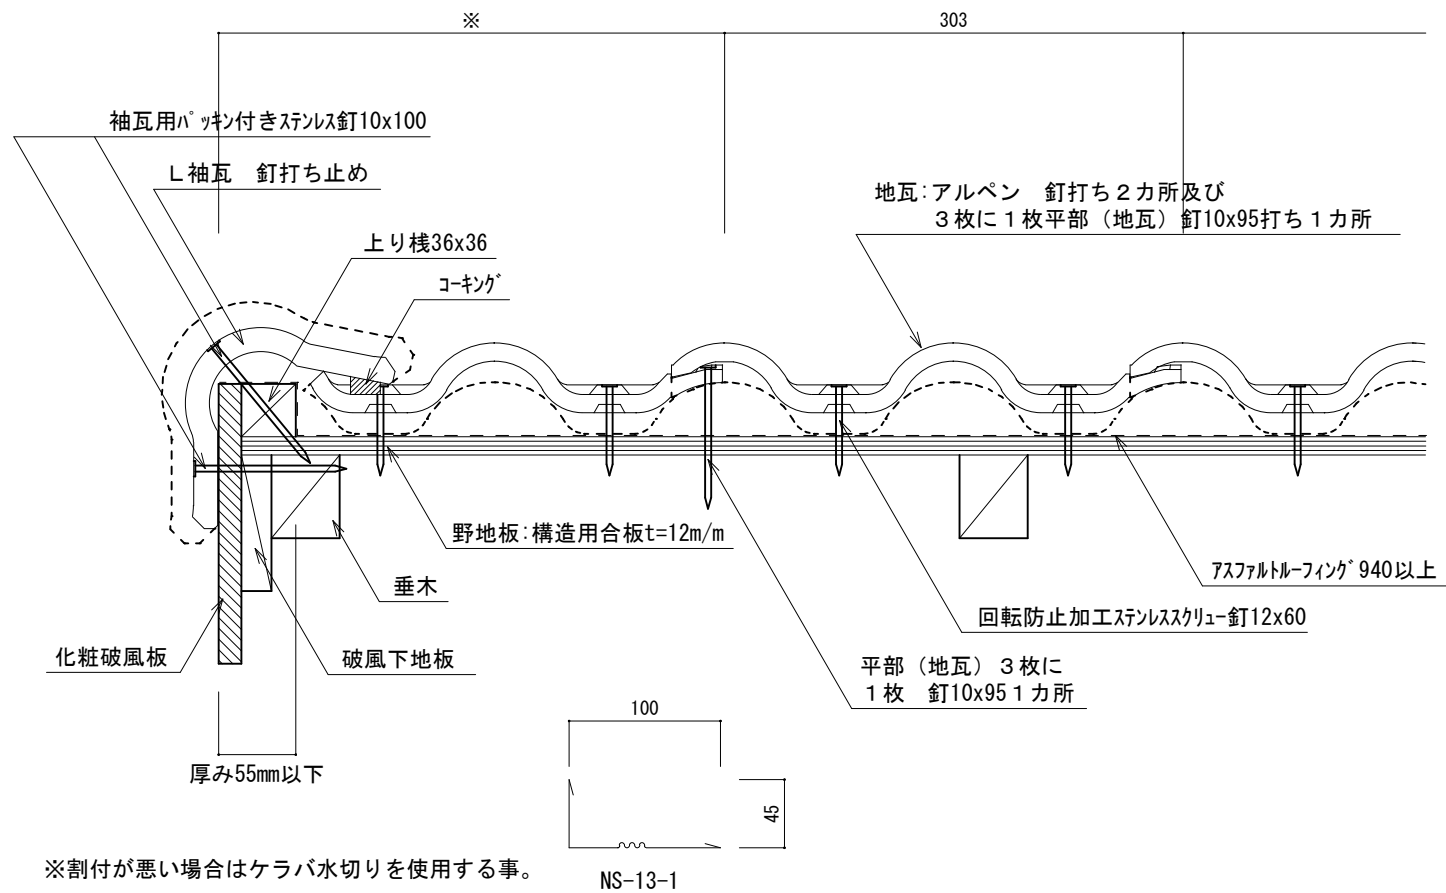 ※
303
袖瓦用パッキン付きステンレス釘10x100
L袖瓦　釘打ち止め
地瓦:アルペン　釘打ち２カ所及び
３枚に１枚平部（地瓦）釘10x95打ち１カ所
上り桟36x36
コーキング
野地板:構造用合板t=12m/m
アスファルトルーフィング940以上
垂木
回転防止加工ステンレススクリュー釘12x60
化粧破風板
破風下地板
平部（地瓦）３枚に
１枚　釘10x95１カ所
100
厚み55mm以下
45
※割付が悪い場合はケラバ水切りを使用する事。
NS-13-1